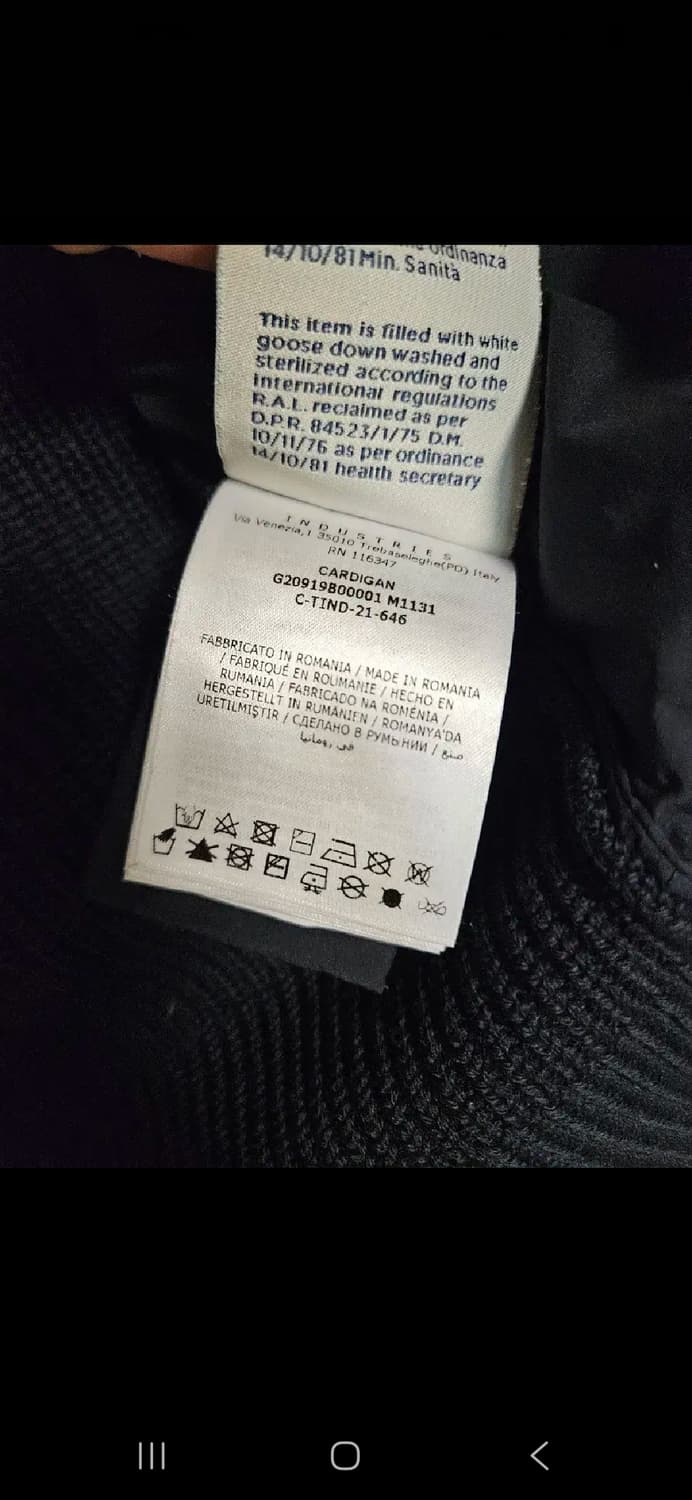 Ordinanza
14/10/81 Min. Sanità
This item is filled with white
goose down washed and
sterilized according to the
international regulations
R.A.L. reclaimed as per
D.P.R. 84523/1/75 D.M.
10/11/76 as per ordinance
14/10/81 health secretary
INDUSTRIES
Via Venezia,1 35010 Trebaseleghe(PD) Italy
RN 116347
CARDIGAN
G20919B00001 M1131
C-TIND-21-646
FABBRICATO IN ROMANIA / MADE IN ROMANIA
/ FABRIQUÉ EN ROUMANIE / HECHO EN
RUMANIA / FABRICADO NA ROMÉNIA /
HERGESTELLT IN RUMÄNIEN / ROMANYA'DA
ÜRETILMIŞTIR / СДЕЛАНО В РУМЫНИИ / صنع
في رومانيا
W